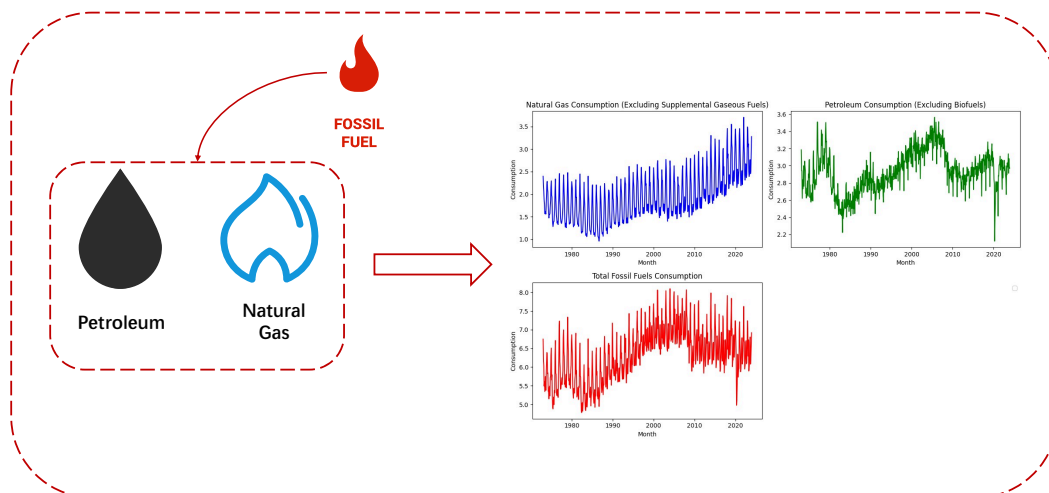 FOSSIL
FUEL
Petroleum
Natural
Gas
Natural Gas Consumption (Excluding Supplemental Gaseous Fuels)
Consumption
3.5
3.0
2.5
2.0
1.5
1.0
1980
1990
2000
2010
2020
Month
Petroleum Consumption (Excluding Biofuels)
Consumption
3.6
3.4
3.2
3.0
2.8
2.6
2.4
2.2
1980
1990
2000
2010
2020
Month
Total Fossil Fuels Consumption
Consumption
8.0
7.5
7.0
6.5
6.0
5.5
5.0
1980
1990
2000
2010
2020
Month